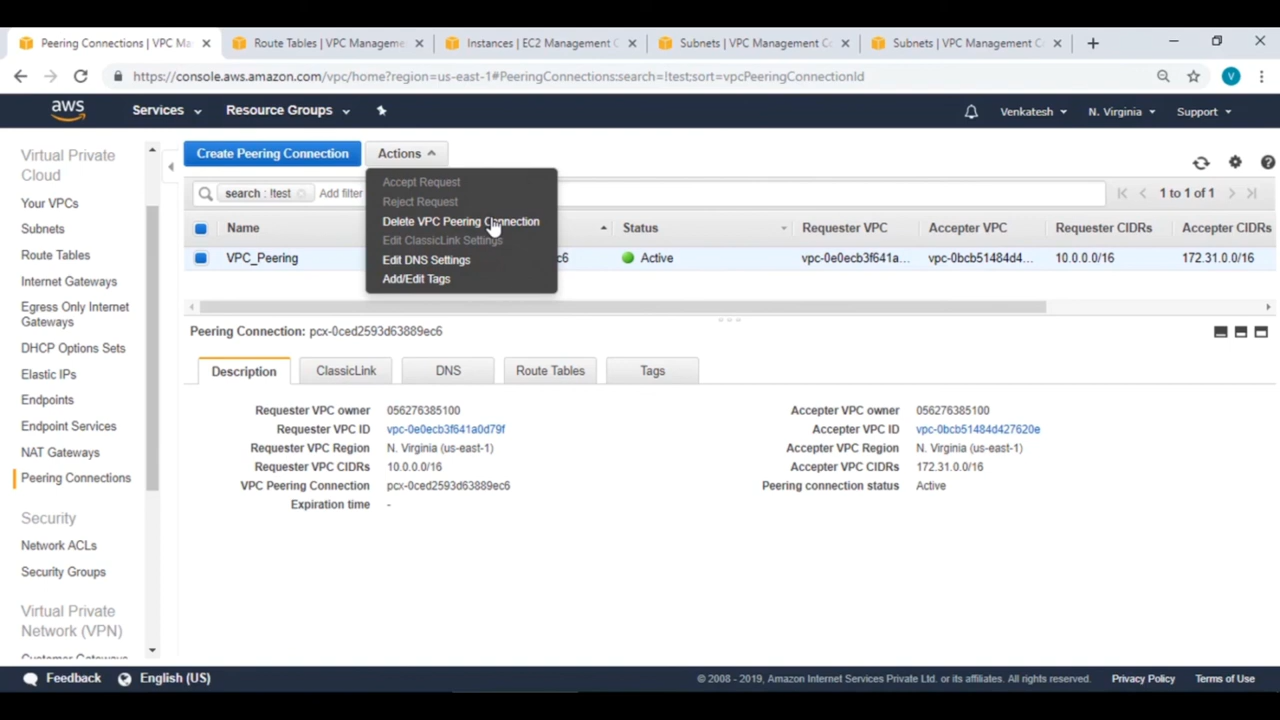 Peering Connections | VPC Ma
Route Tables | VPC Manageme
Instances | EC2 Management C
Subnets | VPC Management Co
Subnets | VPC Management Co
https://console.aws.amazon.com/vpc/home?region=us-east-1#PeeringConnections:search=!test;sort=vpcPeeringConnectionId
V
aws
Services
Resource Groups
Venkatesh
N. Virginia
Support
Virtual Private
Cloud
Your VPCs
Subnets
Route Tables
Internet Gateways
Egress Only Internet
Gateways
DHCP Options Sets
Elastic IPs
Endpoints
Endpoint Services
NAT Gateways
Peering Connections
Security
Network ACLs
Security Groups
Virtual Private
Network (VPN)
Customer Gateways
Create Peering Connection
Actions
search : !test
Add filter
1 to 1 of 1
Accept Request
Reject Request
Delete VPC Peering Connection
Edit ClassicLink Settings
Edit DNS Settings
Add/Edit Tags
Name Status Requester VPC Accepter VPC Requester CIDRs Accepter CIDRs
VPC_Peering c6 Active vpc-0e0ecb3f641a... vpc-0bcb51484d4... 10.0.0.0/16 172.31.0.0/16
Peering Connection: pcx-0ced2593d63889ec6
Description ClassicLink DNS Route Tables Tags
Requester VPC owner 056276385100
Requester VPC ID vpc-0e0ecb3f641a0d79f
Requester VPC Region N. Virginia (us-east-1)
Requester VPC CIDRs 10.0.0.0/16
VPC Peering Connection pcx-0ced2593d63889ec6
Expiration time -
Accepter VPC owner 056276385100
Accepter VPC ID vpc-0bcb51484d427620e
Accepter VPC Region N. Virginia (us-east-1)
Accepter VPC CIDRs 172.31.0.0/16
Peering connection status Active
Feedback
English (US)
© 2008 - 2019, Amazon Internet Services Private Ltd. or its affiliates. All rights reserved.
Privacy Policy
Terms of Use